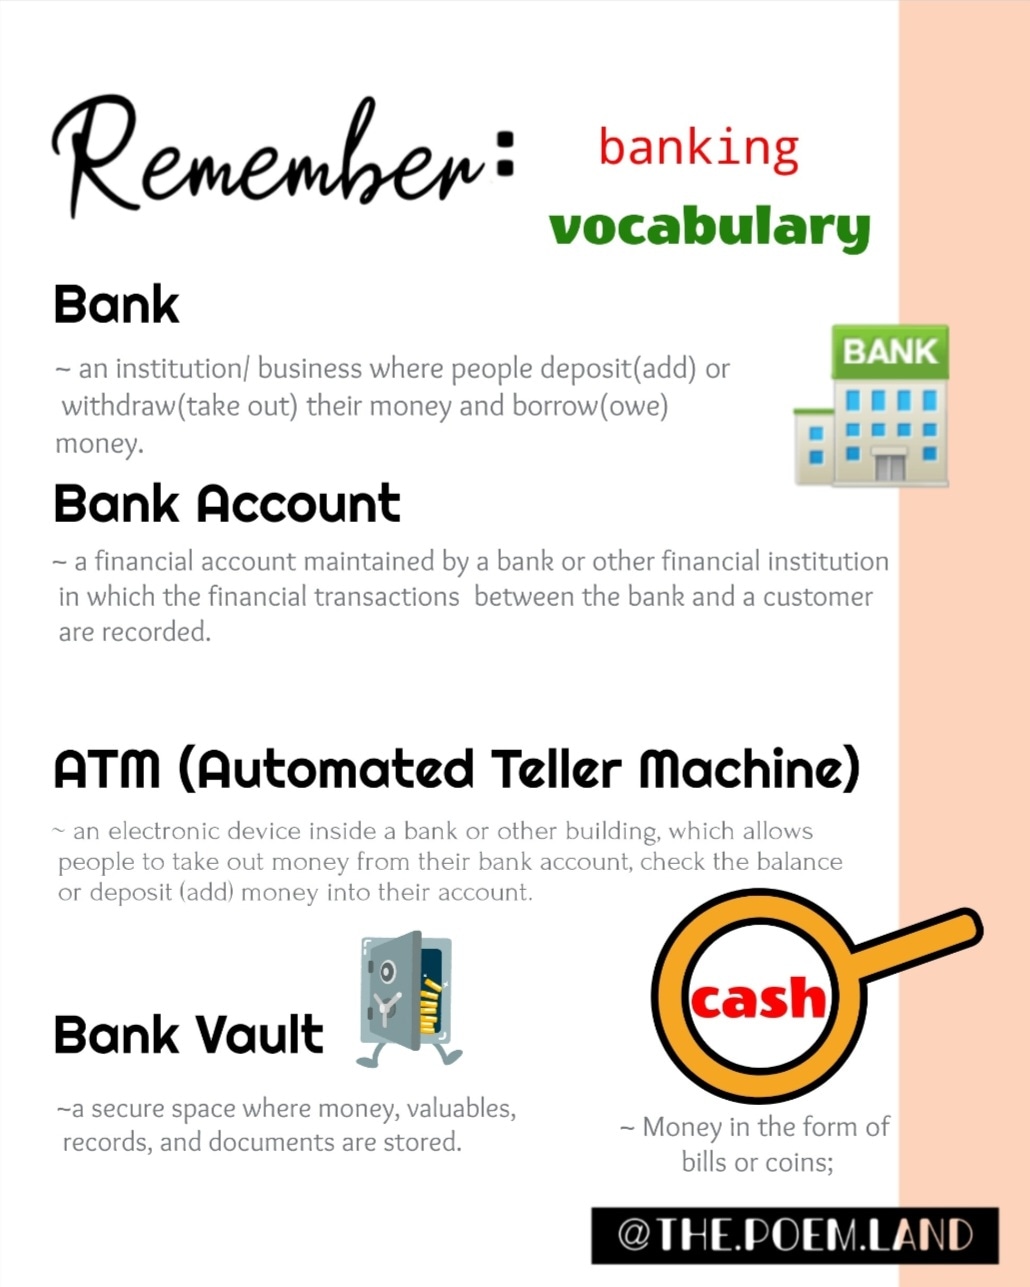 Remember:
banking
vocabulary
Bank
~ an institution/ business where people deposit(add) or
withdraw(take out) their money and borrow(owe)
money.
BANK
Bank Account
~ a financial account maintained by a bank or other financial institution
in which the financial transactions between the bank and a customer
are recorded.
ATM (Automated Teller Machine)
~ an electronic device inside a bank or other building, which allows
people to take out money from their bank account, check the balance
or deposit (add) money into their account.
Bank Vault
~a secure space where money, valuables,
records, and documents are stored.
cash
~ Money in the form of
bills or coins;
@THE.POEM.LAND